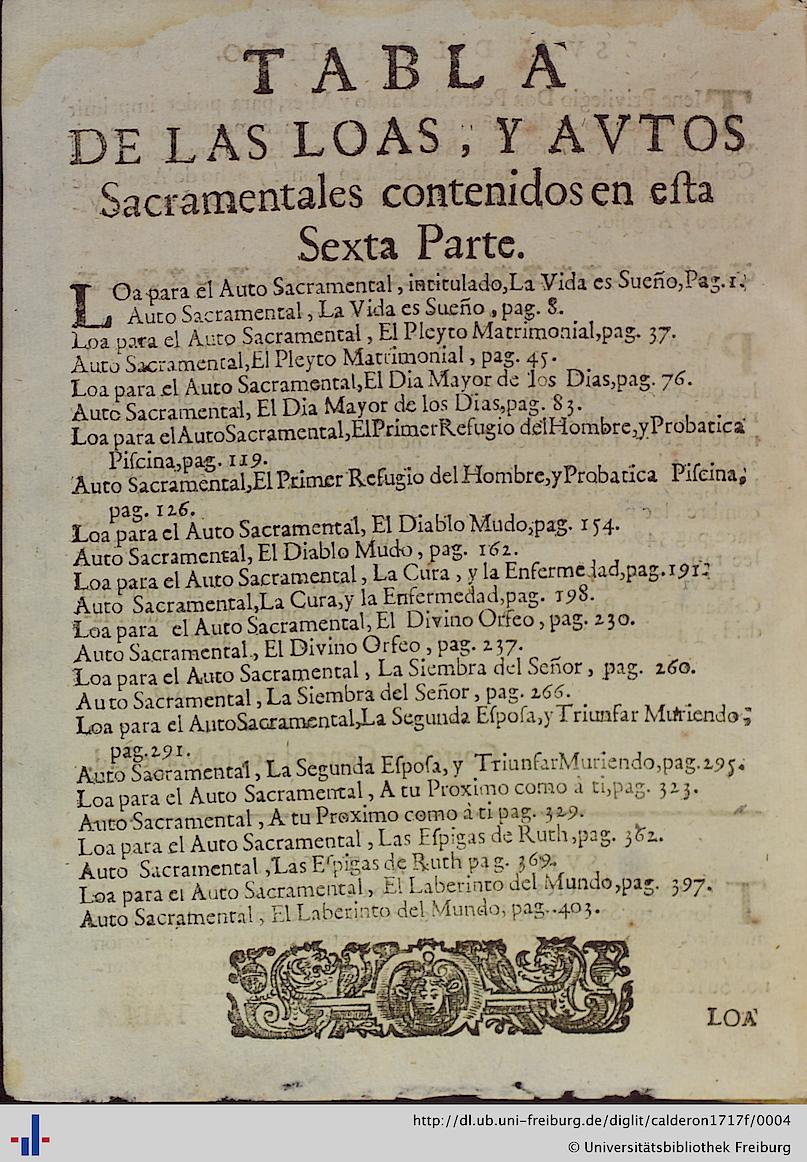 TABLA
DE LAS LOAS, Y AVTOS
Sacramentales contenidos en eſta
Sexta Parte.
LOa para el Auto Sacramental, intitulado, La Vida es Sueño, Pag. 1.
Auto Sacramental, La Vida es Sueño, pag. 8.
Loa para el Auto Sacramental, El Pleyto Matrimonial, pag. 37.
Auto Sacramental, El Pleyto Matrimonial, pag. 45.
Loa para el Auto Sacramental, El Dia Mayor de los Dias, pag. 76.
Auto Sacramental, El Dia Mayor de los Dias, pag. 83.
Loa para el Auto Sacramental, El Primer Refugio del Hombre, y Probatica
Piſcina, pag. 119.
Auto Sacramental, El Primer Refugio del Hombre, y Probatica Piſcina,
pag. 126.
Loa para el Auto Sacramental, El Diablo Mudo, pag. 154.
Auto Sacramental, El Diablo Mudo, pag. 162.
Loa para el Auto Sacramental, La Cura, y la Enfermedad, pag. 191.
Auto Sacramental, La Cura, y la Enfermedad, pag. 198.
Loa para el Auto Sacramental, El Divino Orfeo, pag. 230.
Auto Sacramental, El Divino Orfeo, pag. 237.
Loa para el Auto Sacramental, La Siembra del Señor, pag. 260.
Auto Sacramental, La Siembra del Señor, pag. 266.
Loa para el Auto Sacramental, La Segunda Eſpoſa, y Triunfar Muriendo,
pag. 291.
Auto Sacramental, La Segunda Eſpoſa, y Triunfar Muriendo, pag. 295.
Loa para el Auto Sacramental, A tu Proximo como à ti, pag. 323.
Auto Sacramental, A tu Proximo como à ti pag. 329.
Loa para el Auto Sacramental, Las Eſpigas de Ruth, pag. 362.
Auto Sacramental, Las Eſpigas de Ruth pag. 369.
Loa para el Auto Sacramental, El Laberinto del Mundo, pag. 397.
Auto Sacramental, El Laberinto del Mundo, pag. 403.
LOA
http://dl.ub.uni-freiburg.de/diglit/calderon1717f/0004
© Universitätsbibliothek Freiburg